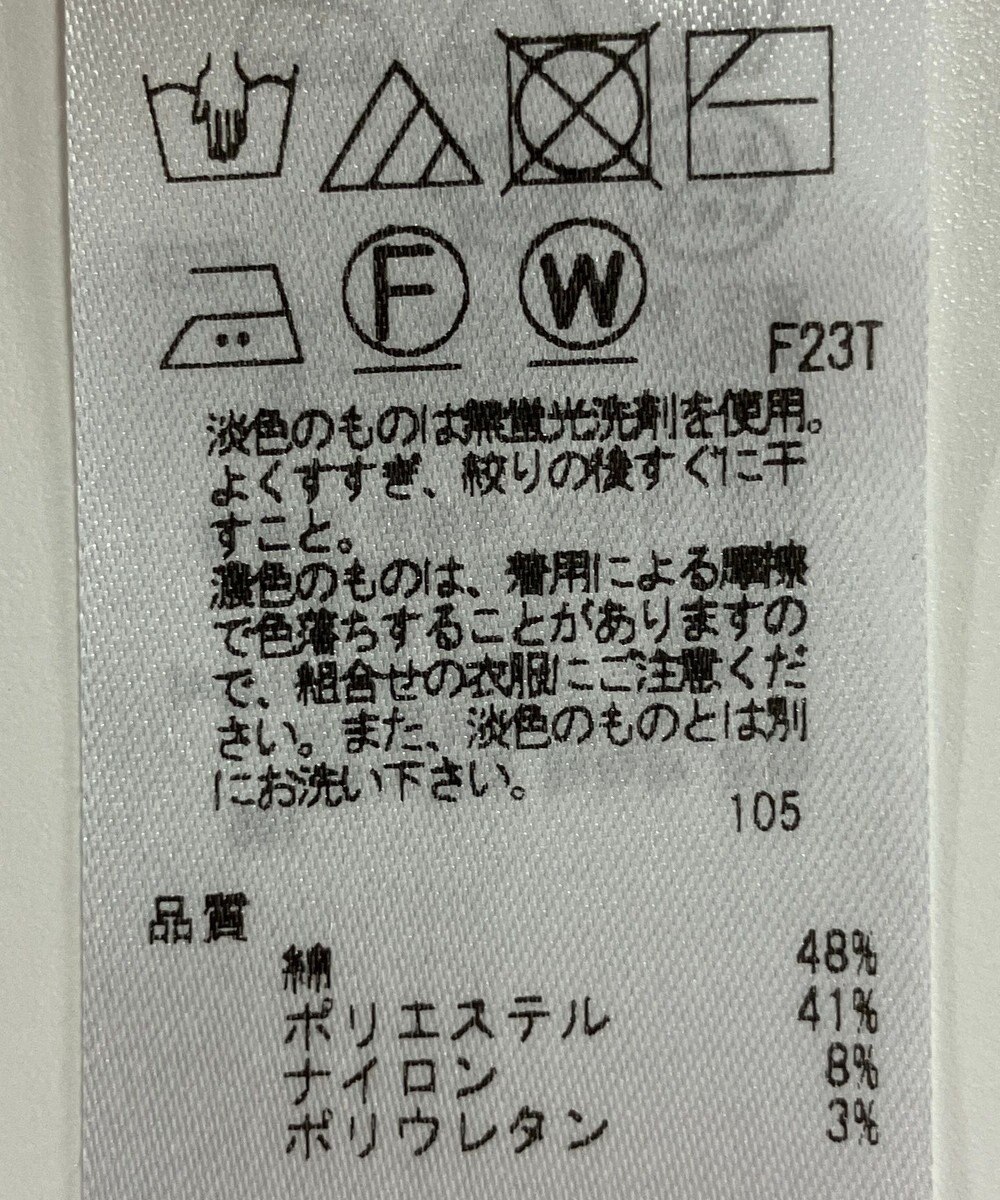 F
W
F23T
淡色のものは無蛍光洗剤を使用。
よくすすぎ、絞りの後すぐに干
すこと。
濃色のものは、着用による摩擦
で色落ちすることがありますの
で、組合せの衣服にご注意くだ
さい。また、淡色のものとは別
にお洗い下さい。
105
品質
綿 48%
ポリエステル 41%
ナイロン 8%
ポリウレタン 3%